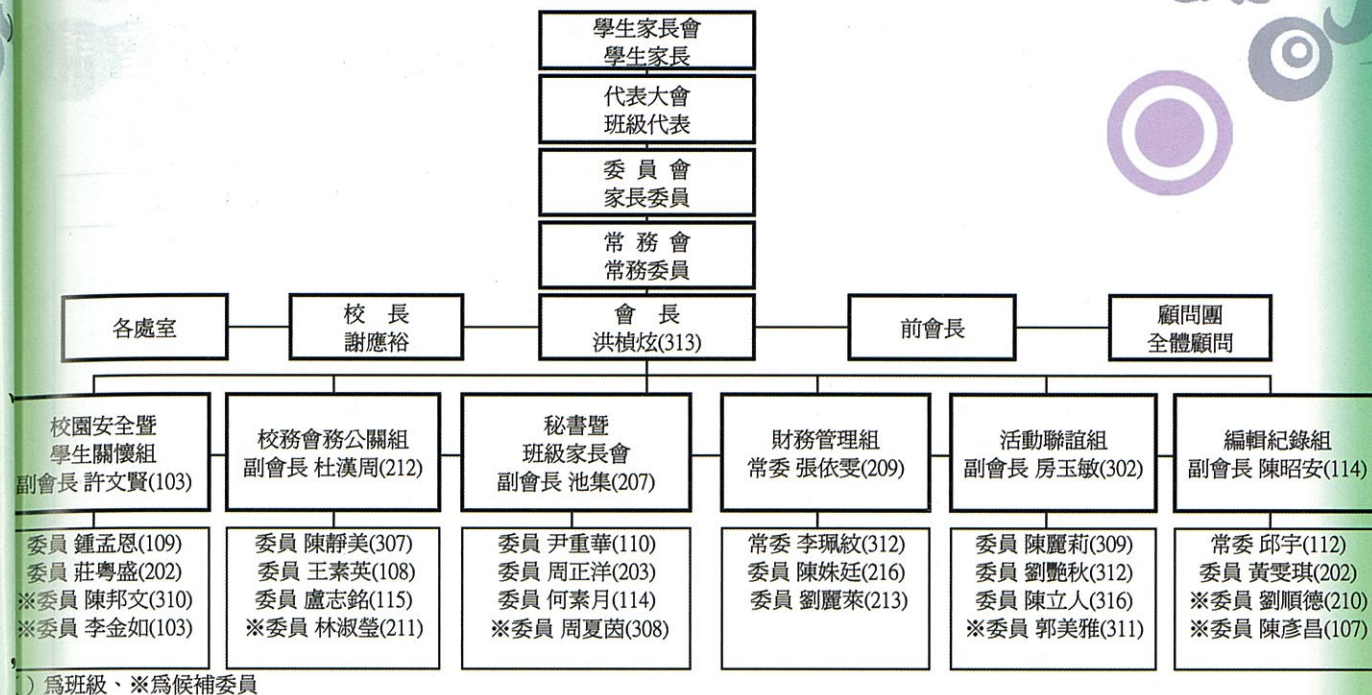 學生家長會
學生家長
代表大會
班級代表
委 員 會
家長委員
常 務 會
常務委員
各處室
校 長
謝應裕
會 長
洪楨炫(313)
前會長
顧問團
全體顧問
校園安全暨
學生關懷組
副會長 許文賢(103)
校務會務公關組
副會長 杜漢周(212)
秘書暨
班級家長會
副會長 池集(207)
財務管理組
常委 張依雯(209)
活動聯誼組
副會長 房玉敏(302)
編輯紀錄組
副會長 陳昭安(114)
委員 鍾孟恩(109)
委員 莊粵盛(202)
※委員 陳邦文(310)
※委員 李金如(103)
委員 陳靜美(307)
委員 王素英(108)
委員 盧志銘(115)
※委員 林淑瑩(211)
委員 尹重華(110)
委員 周正洋(203)
委員 何素月(114)
※委員 周夏茵(308)
常委 李珮紋(312)
委員 陳姝廷(216)
委員 劉麗萊(213)
委員 陳麗莉(309)
委員 劉艷秋(312)
委員 陳立人(316)
※委員 郭美雅(311)
常委 邱宇(112)
委員 黃雯琪(202)
※委員 劉順德(210)
※委員 陳彥昌(107)
）爲班級、※爲候補委員